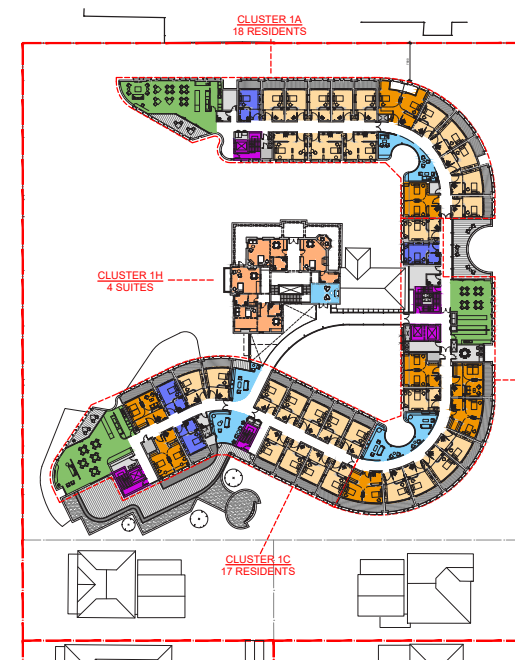 CLUSTER 1A
18 RESIDENTS
CLUSTER 1H
4 SUITES
CLUSTER 1C
17 RESIDENTS